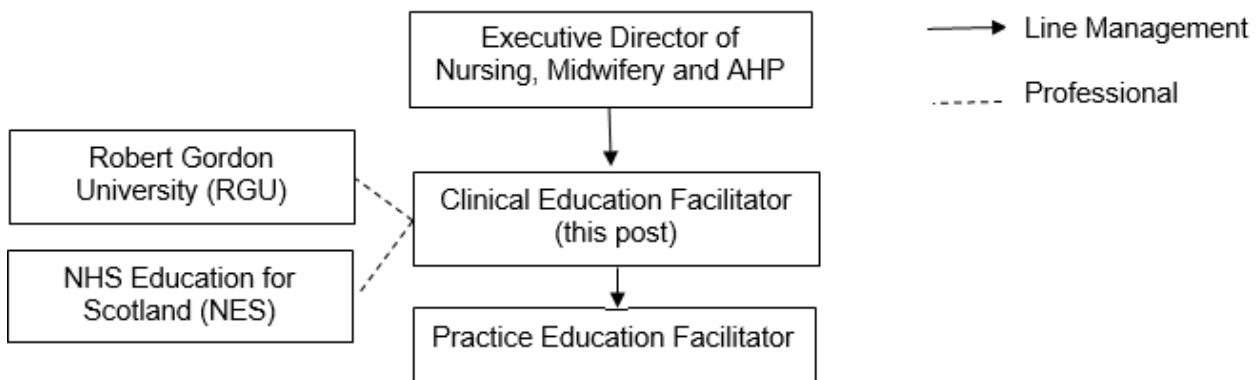 Executive Director of
Nursing, Midwifery and AHP
Line Management
Professional
Robert Gordon
University (RGU)
Clinical Education Facilitator
(this post)
NHS Education for
Scotland (NES)
Practice Education Facilitator